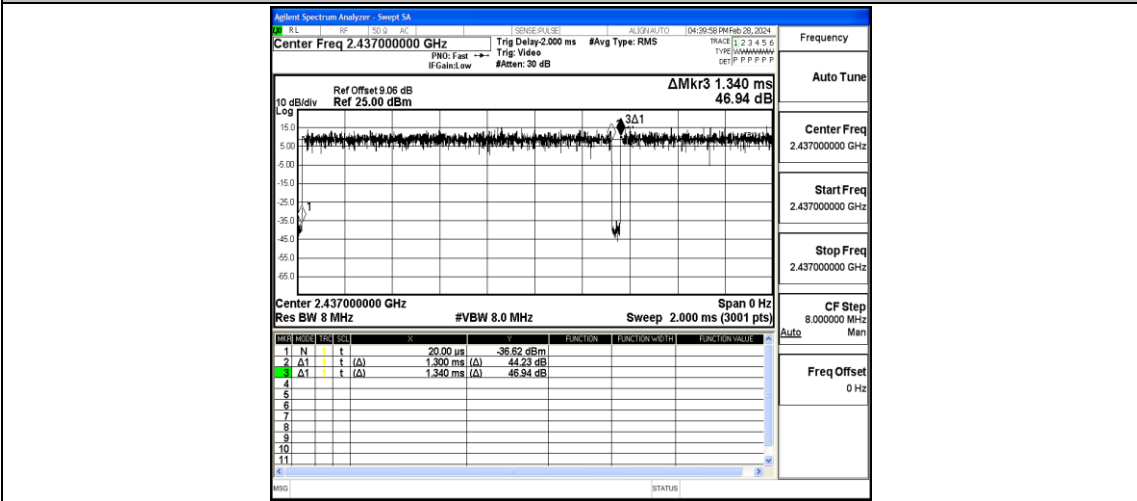 Agilent Spectrum Analyzer - Swept SA
RL RF 50 Ω AC SENSE:PULSE ALIGN AUTO 04:39:58 PM Feb 28, 2024
Center Freq 2.437000000 GHz
PNO: Fast
IFGain:Low
Trig Delay-2.000 ms
Trig: Video
#Atten: 30 dB
#Avg Type: RMS
TRACE 1 2 3 4 5 6
TYPE
DET P P P P P P
ΔMkr3 1.340 ms
46.94 dB
Ref Offset 9.06 dB
10 dB/div Ref 25.00 dBm
Log
15.0
5.00
-5.00
-15.0
-25.0
-35.0
-45.0
-55.0
-65.0
1
3Δ1
Center 2.437000000 GHz Span 0 Hz
Res BW 8 MHz #VBW 8.0 MHz Sweep 2.000 ms (3001 pts)
MKR MODE TRC SCL X Y FUNCTION FUNCTION WIDTH FUNCTION VALUE
1 N 1 t 20.00 µs -36.62 dBm
2 Δ1 1 t (Δ) 1.300 ms (Δ) 44.23 dB
3 Δ1 1 t (Δ) 1.340 ms (Δ) 46.94 dB
4
5
6
7
8
9
10
11
MSG STATUS
Frequency
Auto Tune
Center Freq
2.437000000 GHz
Start Freq
2.437000000 GHz
Stop Freq
2.437000000 GHz
CF Step
8.000000 MHz
Auto Man
Freq Offset
0 Hz